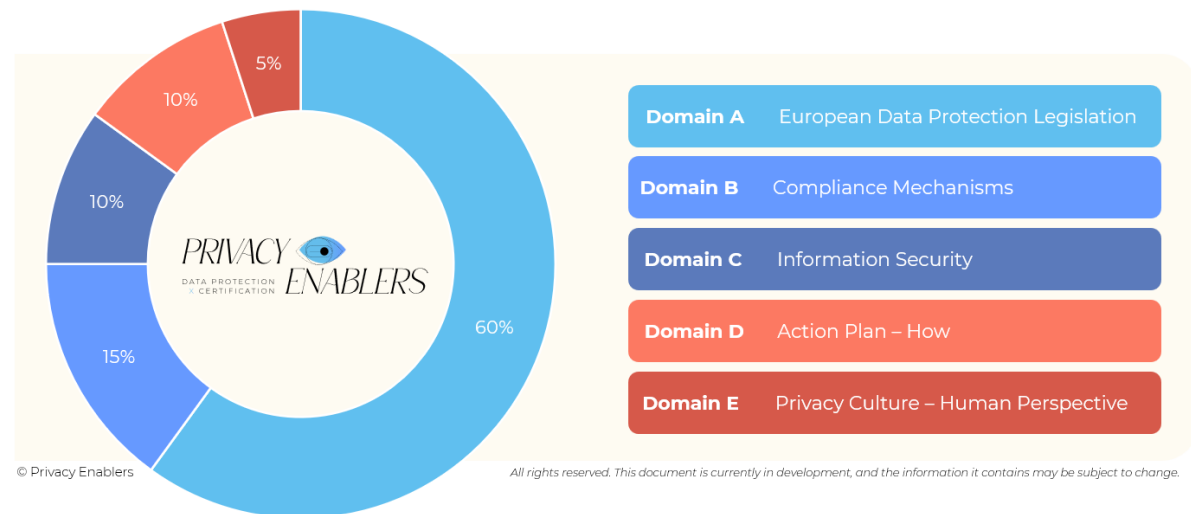 5%
10%
10%
15%
60%
PRIVACY
ENABLERS
DATA PROTECTION
× CERTIFICATION
Domain A European Data Protection Legislation
Domain B Compliance Mechanisms
Domain C Information Security
Domain D Action Plan – How
Domain E Privacy Culture – Human Perspective
© Privacy Enablers
All rights reserved. This document is currently in development, and the information it contains may be subject to change.